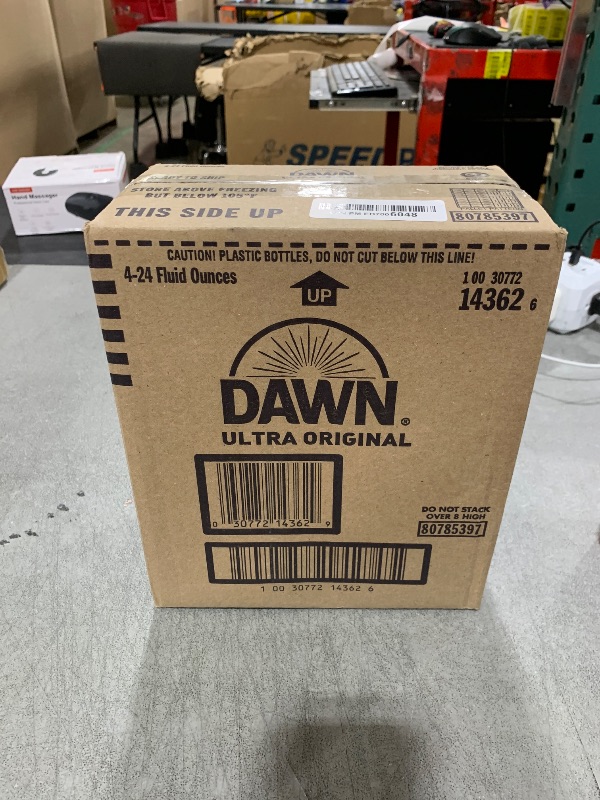 SPEED
Hand Massager
STORE ABOVE FREEZING
BUT BELOW 105°F
THIS SIDE UP
6048
80785397
CAUTION! PLASTIC BOTTLES, DO NOT CUT BELOW THIS LINE!
4-24 Fluid Ounces
UP
1 00 30772
14362 6
DAWN®
ULTRA ORIGINAL
0 30772 14362 9
DO NOT STACK
OVER 8 HIGH
80785397
1 00 30772 14362 6